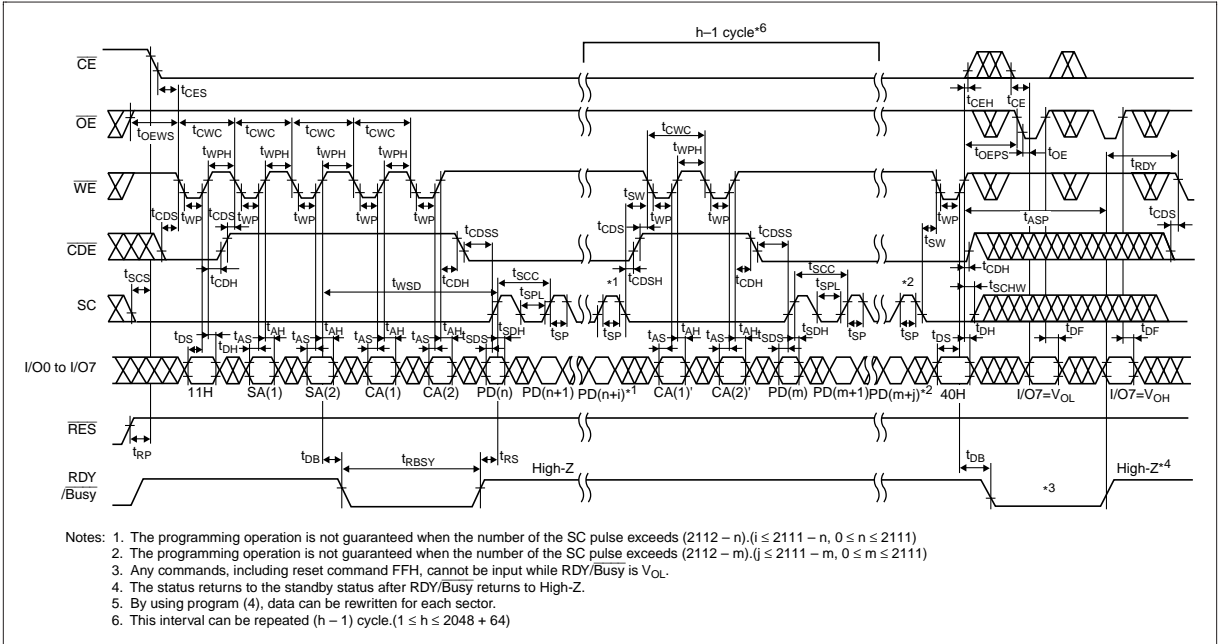 h–1 cycle*6
CE
tCES tCEH tCE
OE
tOEWS tCWC tCWC tCWC tCWC tCWC
tWPH tWPH tWPH tWPH tWPH tOEPS tOE tRDY
WE
tCDS tCDS tWP tWP tWP tWP tWP tSW tWP tWP tWP tASP tCDS
CDE
tCDS tSW
tCDSS tCDSS
tSCS tCDH tCDH tCDSH tCDH tCDH
tWSD tSCC *1 tSCC *2 tSCHW
SC
tSPL tSPL
tDS tDH tAS tAH tAS tAH tAS tAH tAS tAH tSDS tSDH tSP tSP tAS tAH tAS tAH tSDS tSDH tSP tSP tDS tDH tDF tDF
I/O0 to I/O7
11H SA(1) SA(2) CA(1) CA(2) PD(n) PD(n+1) PD(n+i)*1 CA(1)' CA(2)' PD(m) PD(m+1) PD(m+j)*2 40H I/O7=VOL I/O7=VOH
RES
tRP
tDB tRBSY tRS High-Z tDB *3 High-Z*4
RDY
/Busy
Notes: 1. The programming operation is not guaranteed when the number of the SC pulse exceeds (2112 – n).(i ≤ 2111 – n, 0 ≤ n ≤ 2111)
2. The programming operation is not guaranteed when the number of the SC pulse exceeds (2112 – m).(j ≤ 2111 – m, 0 ≤ m ≤ 2111)
3. Any commands, including reset command FFH, cannot be input while RDY/Busy is VOL.
4. The status returns to the standby status after RDY/Busy returns to High-Z.
5. By using program (4), data can be rewritten for each sector.
6. This interval can be repeated (h – 1) cycle.(1 ≤ h ≤ 2048 + 64)